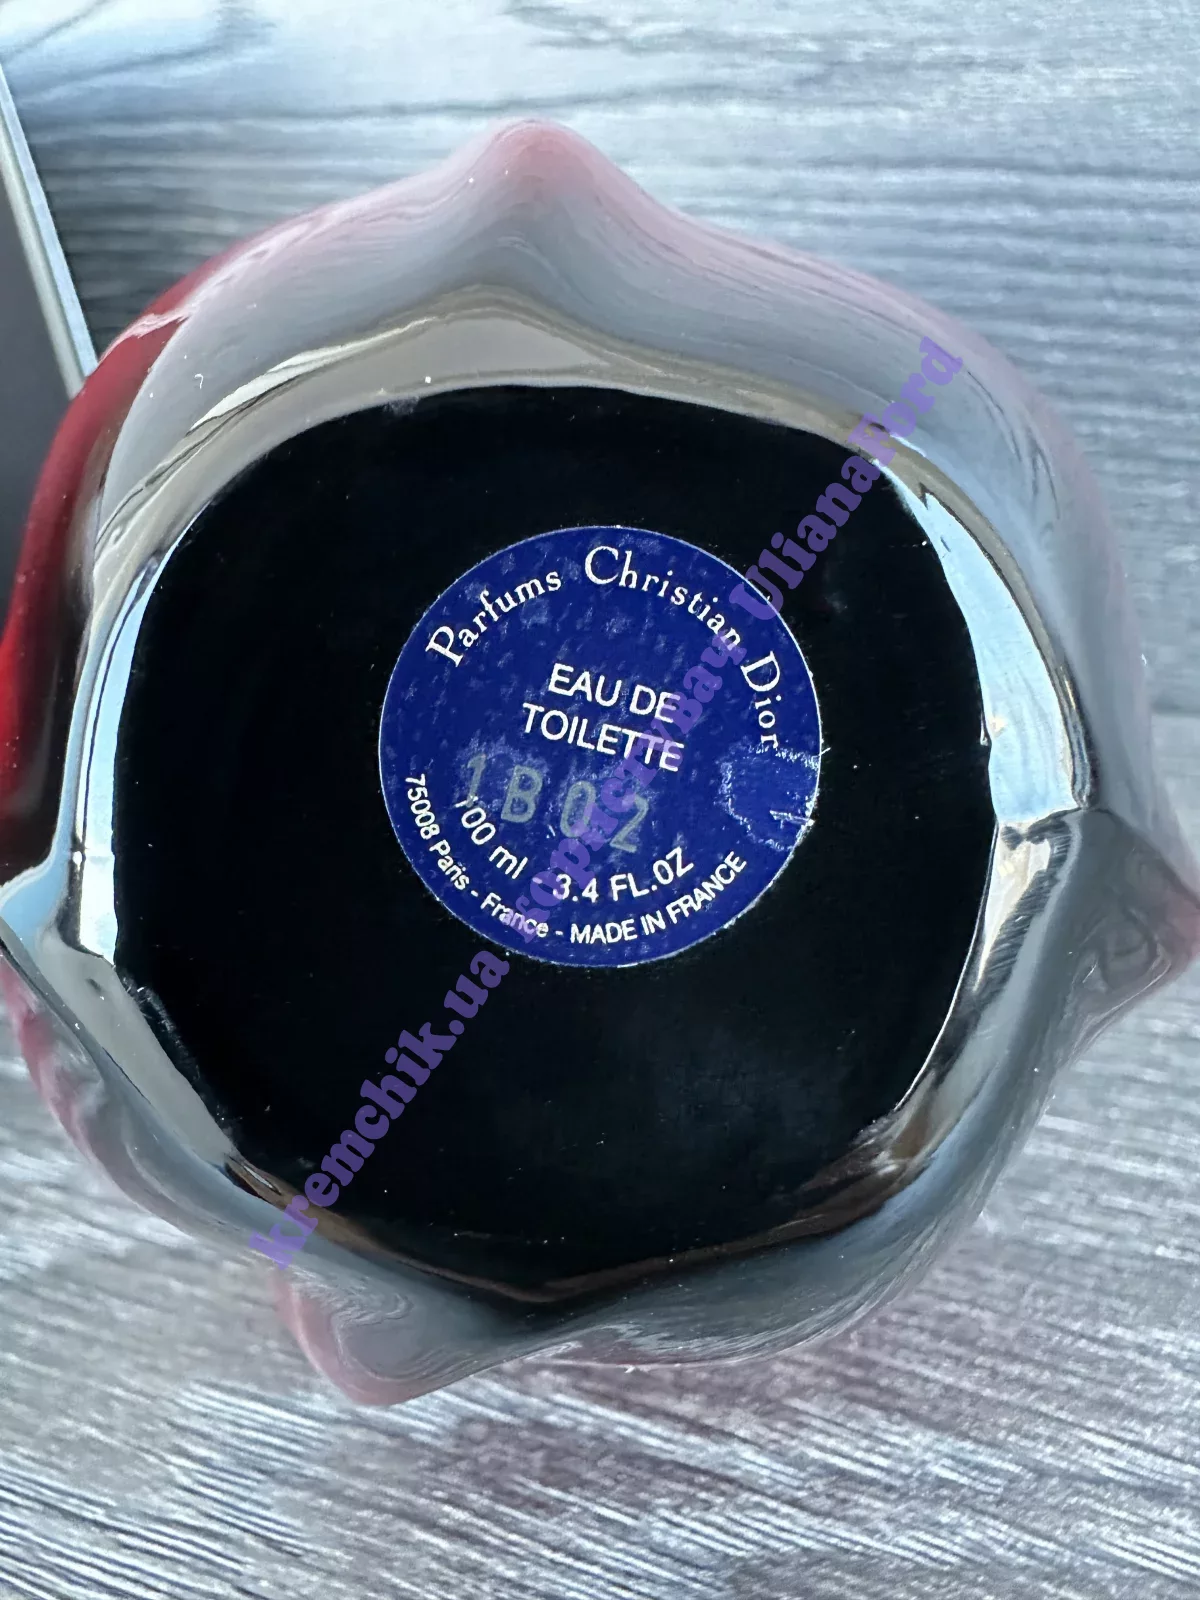 Parfums Christian Dior
EAU DE
TOILETTE
1B02
100 ml - 3.4 FL.OZ
75008 Paris - France - MADE IN FRANCE
kremchik.ua
UlianaFord